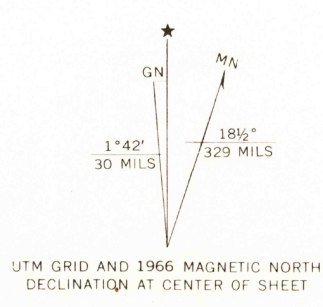 ★
GN
MN
1°42′
30 MILS
18½°
329 MILS
UTM GRID AND 1966 MAGNETIC NORTH
DECLINATION AT CENTER OF SHEET